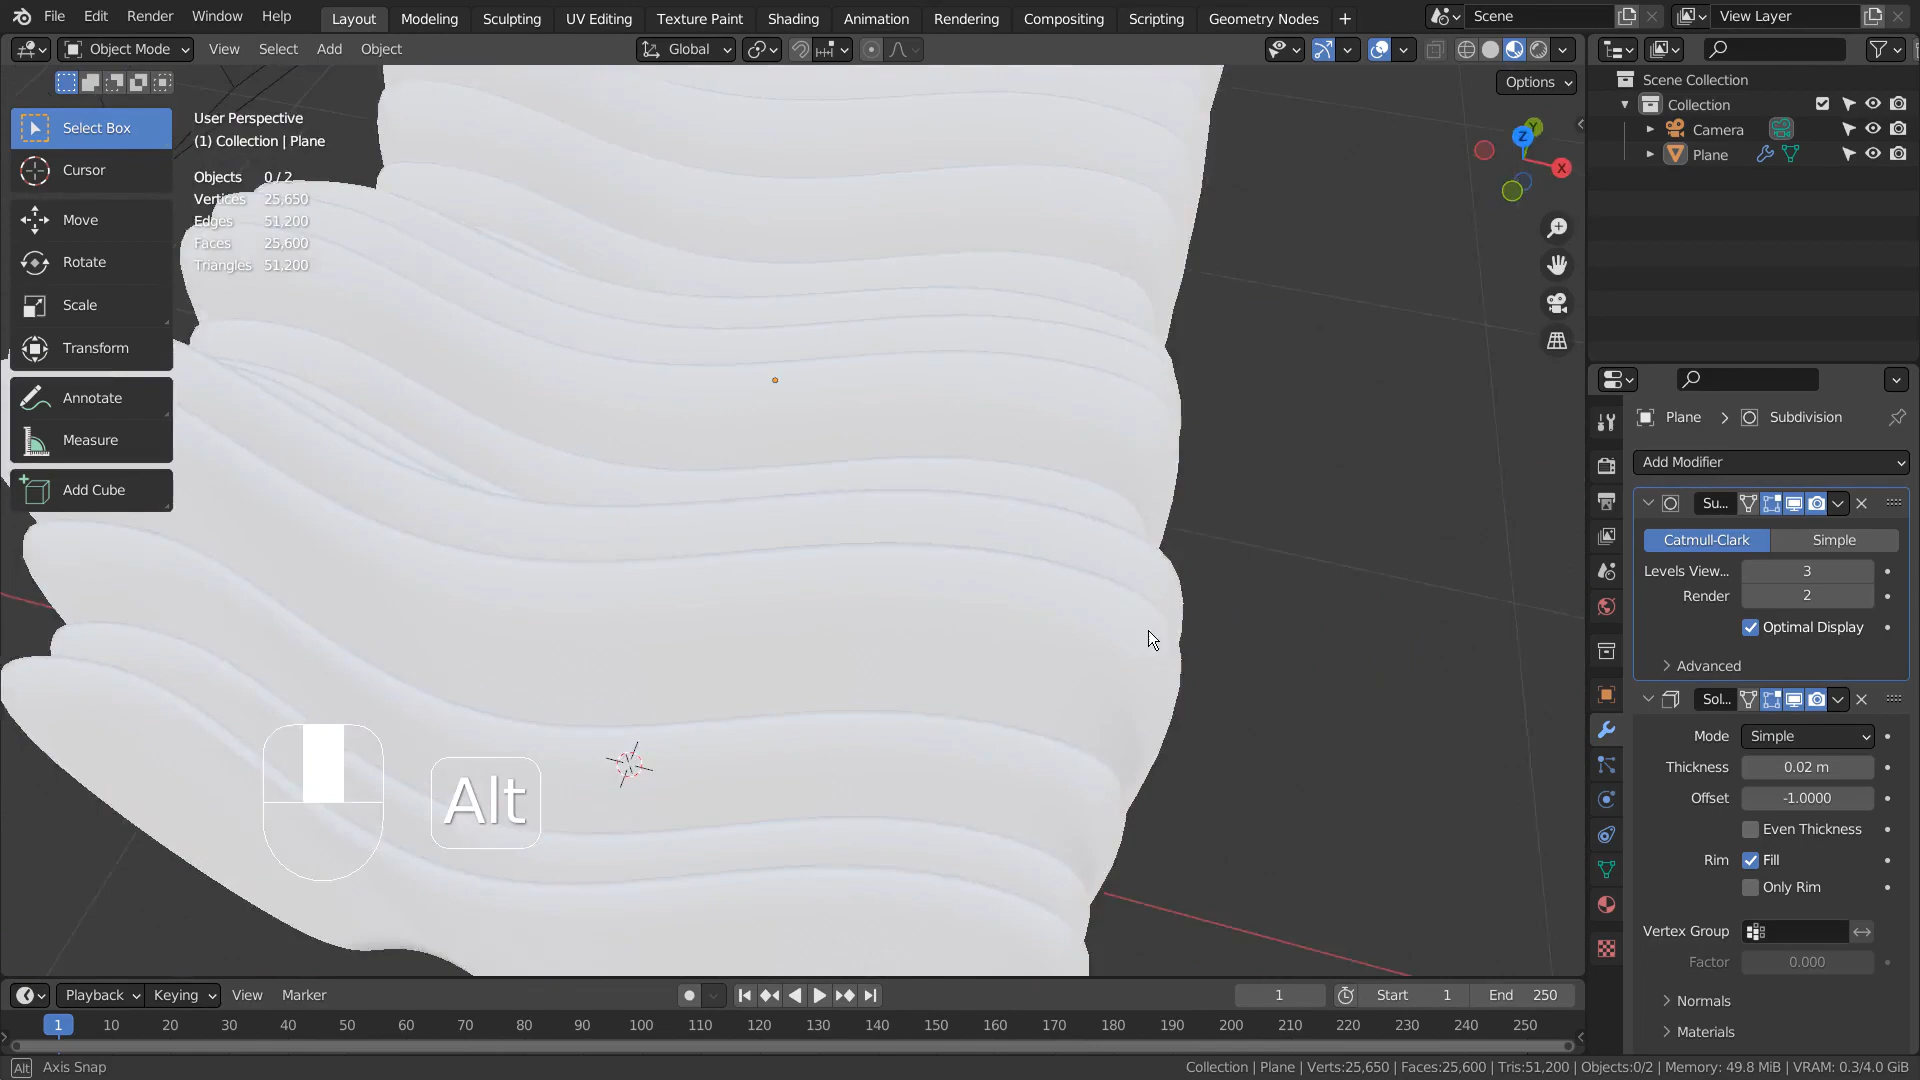 File Edit Render Window Help Layout Modeling Sculpting UV Editing Texture Paint Shading Animation Rendering Compositing Scripting Geometry Nodes + Scene View Layer
Object Mode View Select Add Object Global
Options
Select Box
Cursor
Move
Rotate
Scale
Transform
Annotate
Measure
Add Cube
User Perspective
(1) Collection | Plane
Objects 0 / 2
Vertices 25,650
Edges 51,200
Faces 25,600
Triangles 51,200
Y
Z
X
Alt
Scene Collection
Collection
Camera
Plane
Plane > Subdivision
Add Modifier
Su...
Catmull-Clark Simple
Levels View... 3
Render 2
Optimal Display
Advanced
Sol...
Mode Simple
Thickness 0.02 m
Offset -1.0000
Even Thickness
Rim Fill
Only Rim
Vertex Group
Factor 0.000
Normals
Materials
Playback Keying View Marker 1 Start 1 End 250
1 10 20 30 40 50 60 70 80 90 100 110 120 130 140 150 160 170 180 190 200 210 220 230 240 250
Alt Axis Snap Collection | Plane | Verts:25,650 | Faces:25,600 | Tris:51,200 | Objects:0/2 | Memory: 49.8 MiB | VRAM: 0.3/4.0 GiB